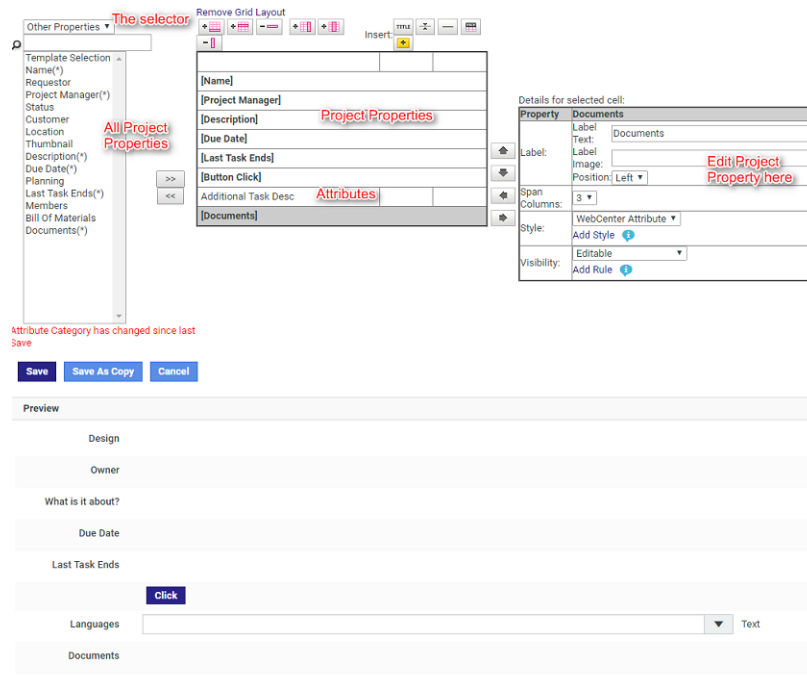 Remove Grid Layout
Other Properties
The selector
Insert:
TITLE
Template Selection
Name(*)
Requestor
Project Manager(*)
Status
Customer
Location
Thumbnail
Description(*)
Due Date(*)
Planning
Last Task Ends(*)
Members
Bill Of Materials
Documents(*)
All Project
Properties
>>
<<
[Name]
[Project Manager]
[Description]
[Due Date]
[Last Task Ends]
[Button Click]
Additional Task Desc
[Documents]
Project Properties
Attributes
Details for selected cell:
Property Documents
Label:
Label
Text:
Documents
Label
Image:
Position: Left
Edit Project
Property here
Span
Columns:
3
Style:
WebCenter Attribute
Add Style i
Visibility:
Editable
Add Rule i
Attribute Category has changed since last
Save
Save Save As Copy Cancel
Preview
Design
Owner
What is it about?
Due Date
Last Task Ends
Click
Languages Text
Documents